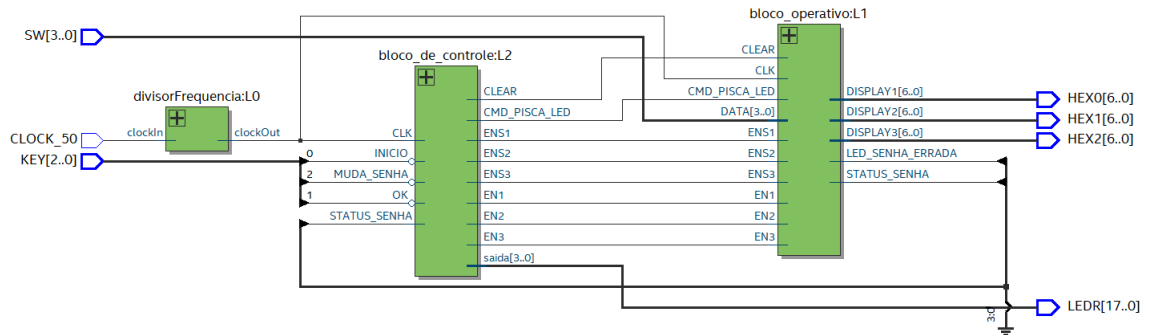 bloco_operativo:L1
SW[3..0]
bloco_de_controle:L2
CLEAR
CLK
divisorFrequencia:L0
CLEAR
CMD_PISCA_LED
DISPLAY1[6..0]
HEX0[6..0]
CMD_PISCA_LED
DATA[3..0]
DISPLAY2[6..0]
HEX1[6..0]
CLOCK_50
clockIn
clockOut
CLK
ENS1
ENS1
DISPLAY3[6..0]
HEX2[6..0]
KEY[2..0]
0
INICIO
ENS2
ENS2
LED_SENHA_ERRADA
2
MUDA_SENHA
ENS3
ENS3
STATUS_SENHA
1
OK
EN1
EN1
STATUS_SENHA
EN2
EN2
EN3
EN3
saida[3..0]
LEDR[17..0]